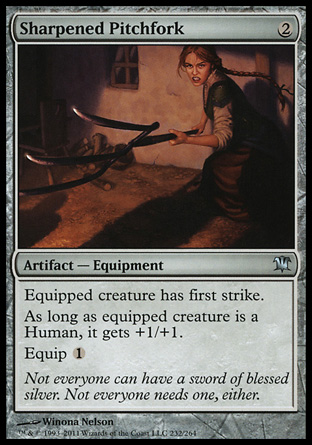 Sharpened Pitchfork 2
Artifact — Equipment
Equipped creature has first strike.
As long as equipped creature is a
Human, it gets +1/+1.
Equip 1
Not everyone can have a sword of blessed
silver. Not everyone needs one, either.
Winona Nelson
™ & © 1993–2011 Wizards of the Coast LLC 232/264